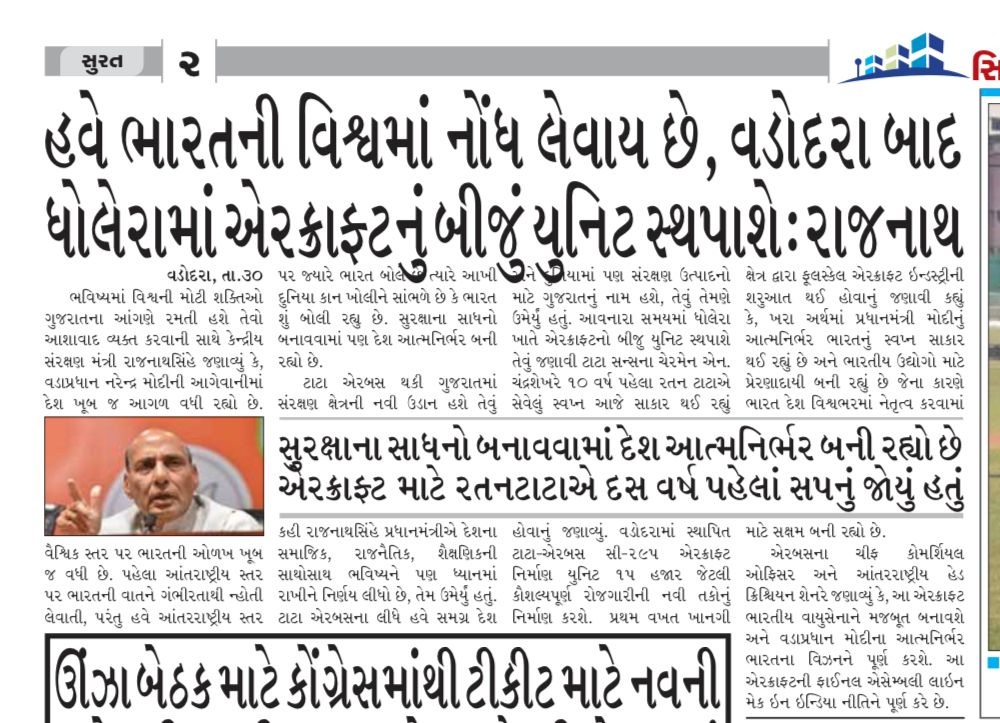 સુરત
૨
સિ
હવે ભારતની વિશ્વમાં નોંધ લેવાય છે, વડોદરા બાદ
ધોલેરામાં એરક્રાફ્ટનું બીજું યુનિટ સ્થપાશે: રાજનાથ
વડોદરા, તા.૩૦
ભવિષ્યમાં વિશ્વની મોટી શક્તિઓ
ગુજરાતના આંગણે રમતી હશે તેવો
આશાવાદ વ્યક્ત કરવાની સાથે કેન્દ્રીય
સંરક્ષણ મંત્રી રાજનાથસિંહે જણાવ્યું કે,
વડાપ્રધાન નરેન્દ્ર મોદીની આગેવાનીમાં
દેશ ખૂબ જ આગળ વધી રહ્યો છે.
વૈશ્વિક સ્તર પર ભારતની ઓળખ ખૂબ
જ વધી છે. પહેલા આંતરાષ્ટ્રીય સ્તર
પર ભારતની વાતને ગંભીરતાથી ન્હોતી
લેવાતી, પરંતુ હવે આંતરરાષ્ટ્રીય સ્તર
પર જ્યારે ભારત બોલે છે ત્યારે આખી
દુનિયા કાન ખોલીને સાંભળે છે કે ભારત
શું બોલી રહ્યુ છે. સુરક્ષાના સાધનો
બનાવવામાં પણ દેશ આત્મનિર્ભર બની
રહ્યો છે.
ટાટા એરબસ થકી ગુજરાતમાં
સંરક્ષણ ક્ષેત્રની નવી ઉડાન હશે તેવું
સુરક્ષાના સાધનો બનાવવામાં દેશ આત્મનિર્ભર બની રહ્યો છે
એરક્રાફ્ટ માટે રતનટાટાએ દસ વર્ષ પહેલાં સપનું જોયું હતું
કહી રાજનાથસિંહે પ્રધાનમંત્રીએ દેશના
સમાજિક, રાજનૈતિક, શૈક્ષણિકની
સાથોસાથ ભવિષ્યને પણ ધ્યાનમાં
રાખીને નિર્ણય લીધો છે, તેમ ઉમેર્યું હતું.
ટાટા એરબસના લીધે હવે સમગ્ર દેશ
અને દુનિયામાં પણ સંરક્ષણ ઉત્પાદનો
માટે ગુજરાતનું નામ હશે, તેવું તેમણે
ઉમેર્યું હતું. આવનારા સમયમાં ધોલેરા
ખાતે એરક્રાફ્ટનો બીજુ યુનિટ સ્થપાશે
તેવું જણાવી ટાટા સન્સના ચેરમેન એન.
ચંદ્રશેખરે ૧૦ વર્ષ પહેલા રતન ટાટાએ
સેવેલું સ્વપ્ન આજે સાકાર થઈ રહ્યું
હોવાનું જણાવ્યું. વડોદરામાં સ્થાપિત
ટાટા-એરબસ સી-૨૯૫ એરક્રાફ્ટ
નિર્માણ યુનિટ ૧૫ હજાર જેટલી
કૌશલ્યપૂર્ણ રોજગારીની નવી તકોનું
નિર્માણ કરશે. પ્રથમ વખત ખાનગી
ક્ષેત્ર દ્વારા ફૂલસ્કેલ એરક્રાફ્ટ ઇન્ડસ્ટ્રીની
શરુઆત થઈ હોવાનું જણાવી કહ્યું
કે, ખરા અર્થમાં પ્રધાનમંત્રી મોદીનું
આત્મનિર્ભર ભારતનું સ્વપ્ન સાકાર
થઈ રહ્યું છે અને ભારતીય ઉદ્યોગો માટે
પ્રેરણાદાયી બની રહ્યું છે જેના કારણે
ભારત દેશ વિશ્વભરમાં નેતૃત્વ કરવામાં
માટે સક્ષમ બની રહ્યો છે.
એરબસના ચીફ કોમર્શિયલ
ઓફિસર અને આંતરરાષ્ટ્રીય હેડ
ક્રિશ્ચિયન શેનરે જણાવ્યું કે, આ એરક્રાફ્ટ
ભારતીય વાયુસેનાને મજબૂત બનાવશે
અને વડાપ્રધાન મોદીના આત્મનિર્ભર
ભારતના વિઝનને પૂર્ણ કરશે. આ
એરક્રાફ્ટની ફાઈનલ એસેમ્બલી લાઇન
મેક ઇન ઇન્ડિયા નીતિને પૂર્ણ કરે છે.
ઊંઝા બેઠક માટે કોંગ્રેસમાંથી ટીકીટ માટે નવની